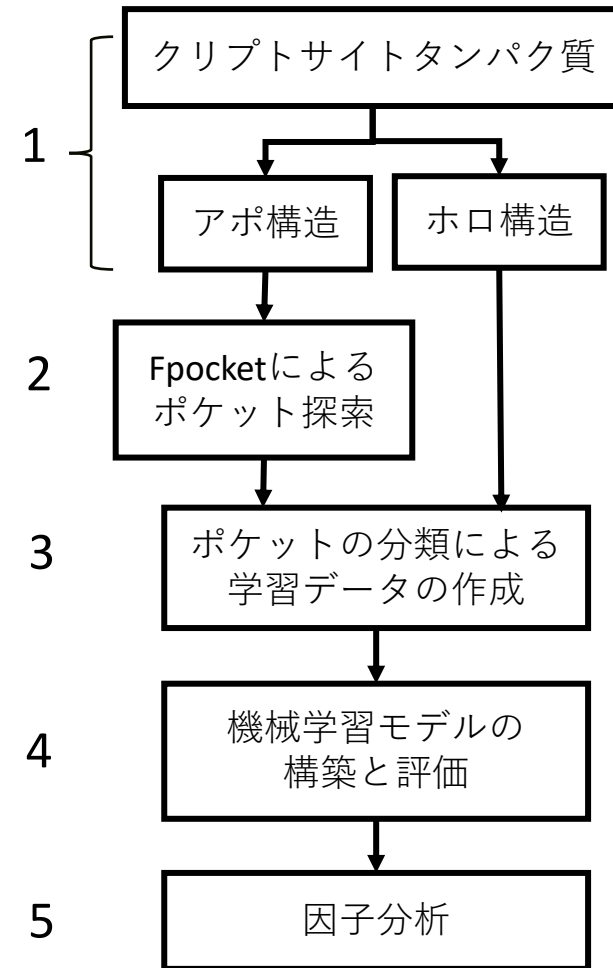 クリプトサイトタンパク質
1
アポ構造
ホロ構造
2
Fpocketによる
ポケット探索
3
ポケットの分類による
学習データの作成
4
機械学習モデルの
構築と評価
5
因子分析